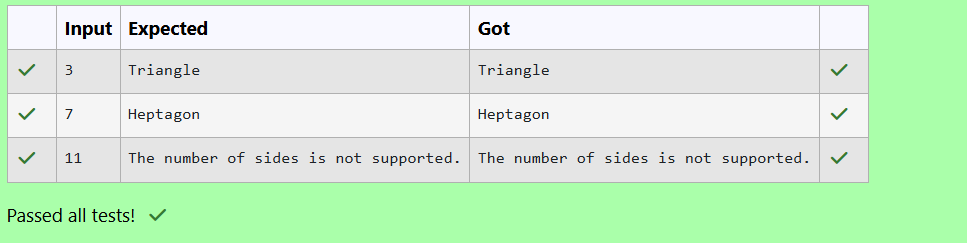 Input Expected Got
3 Triangle Triangle
7 Heptagon Heptagon
11 The number of sides is not supported. The number of sides is not supported.
Passed all tests!